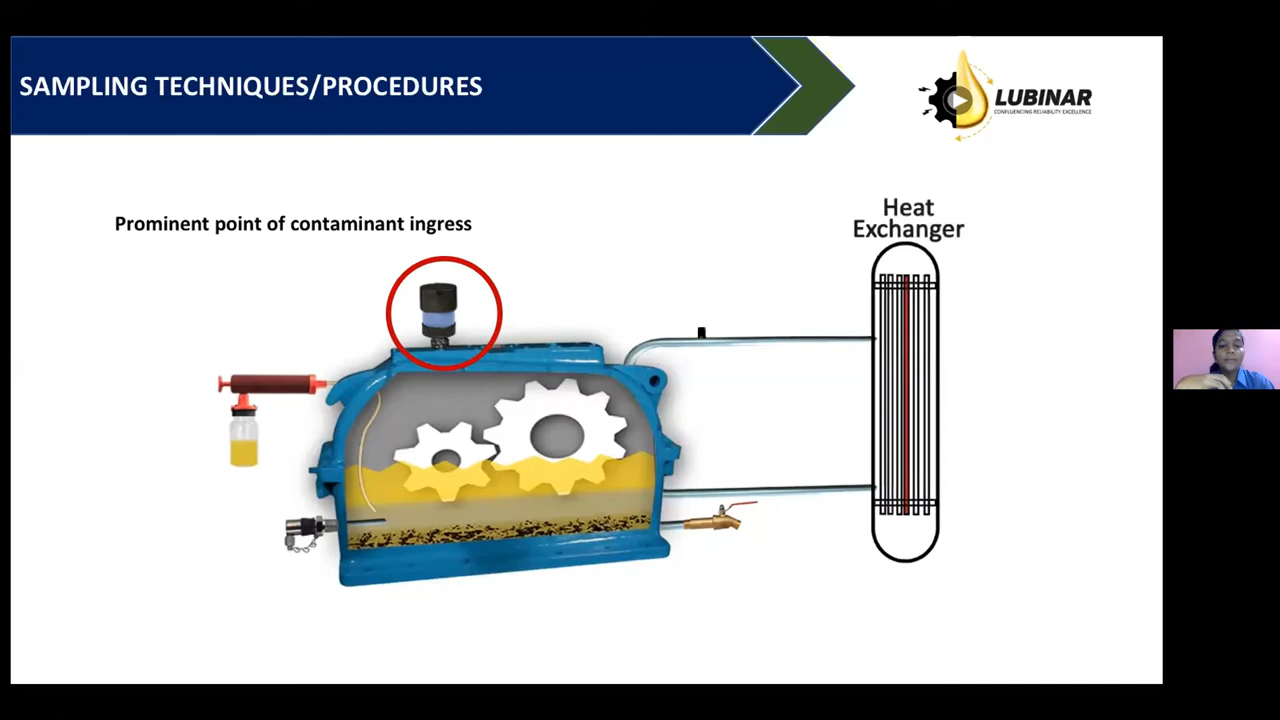 SAMPLING TECHNIQUES/PROCEDURES
LUBINAR
CONFLUENCING RELIABILITY EXCELLENCE
Prominent point of contaminant ingress
Heat
Exchanger